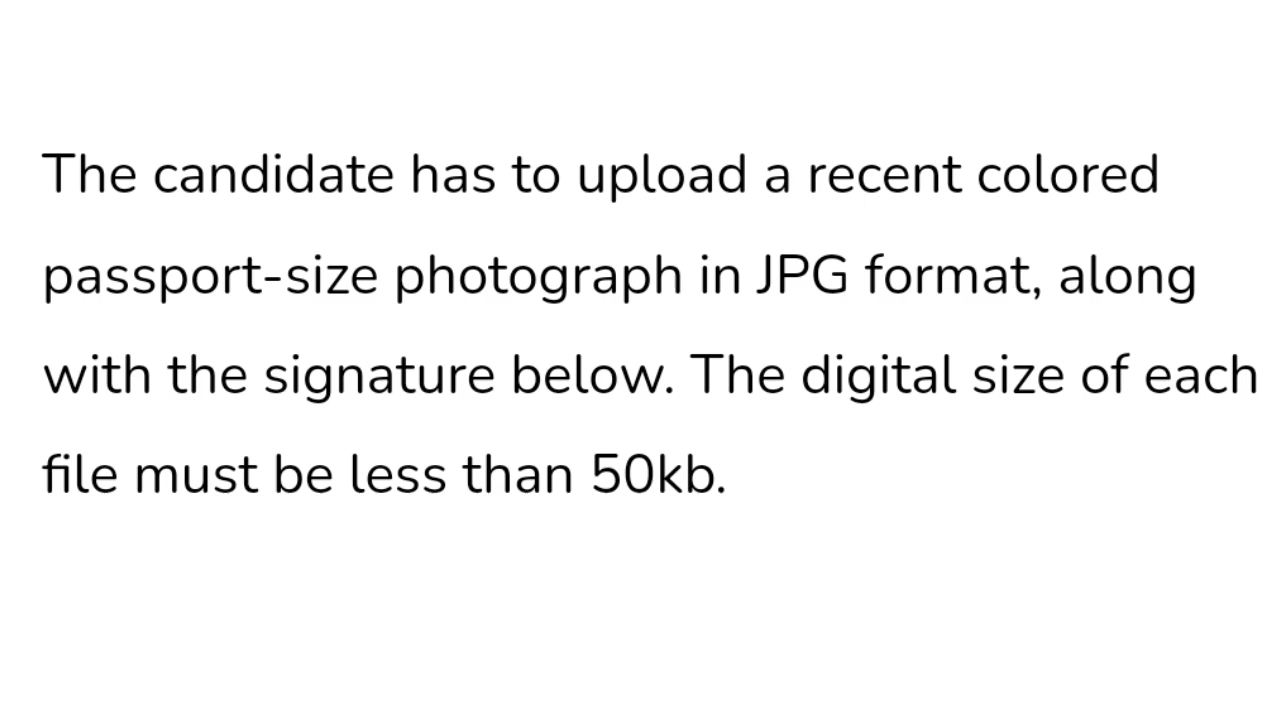 The candidate has to upload a recent colored
passport-size photograph in JPG format, along
with the signature below. The digital size of each
file must be less than 50kb.